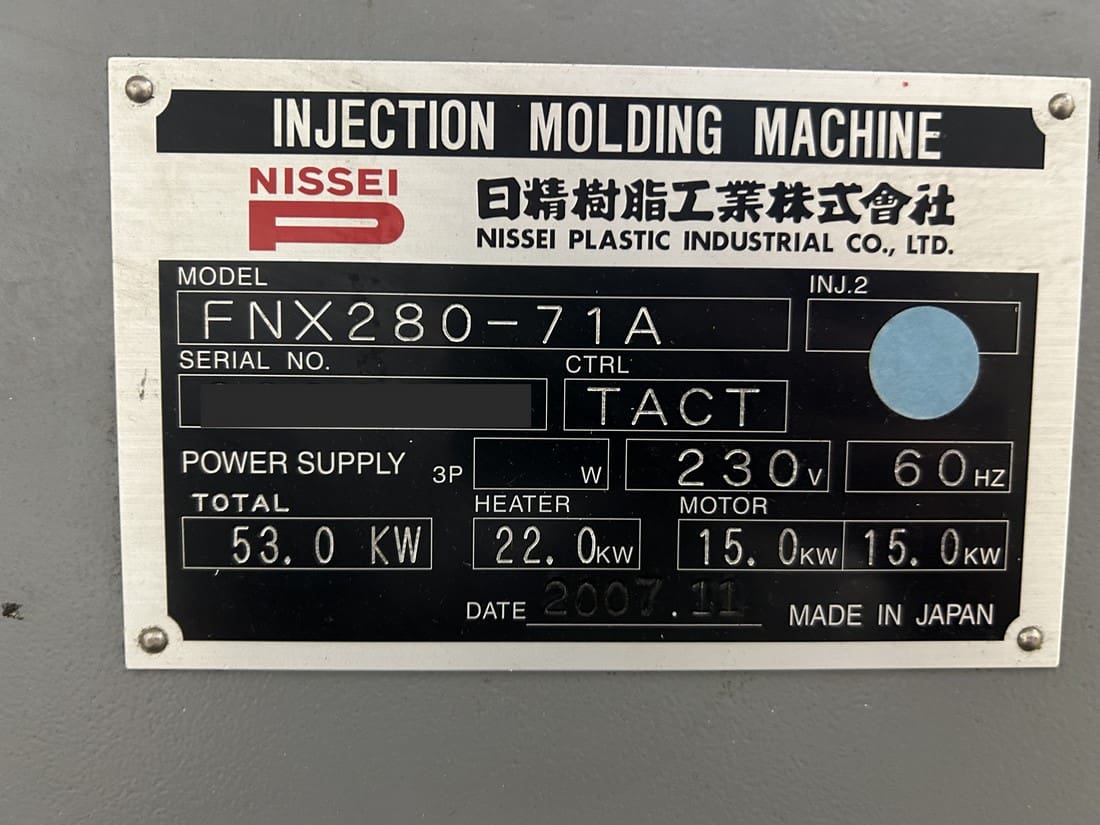 INJECTION MOLDING MACHINE
NISSEI
日精樹脂工業株式會社
NISSEI PLASTIC INDUSTRIAL CO., LTD.
MODEL
INJ.2
FNX280-71A
SERIAL NO.
CTRL
TACT
POWER SUPPLY 3P W 230V 60HZ
TOTAL
HEATER
MOTOR
53.0 KW
22.0KW
15.0KW 15.0KW
DATE 2007.11 MADE IN JAPAN